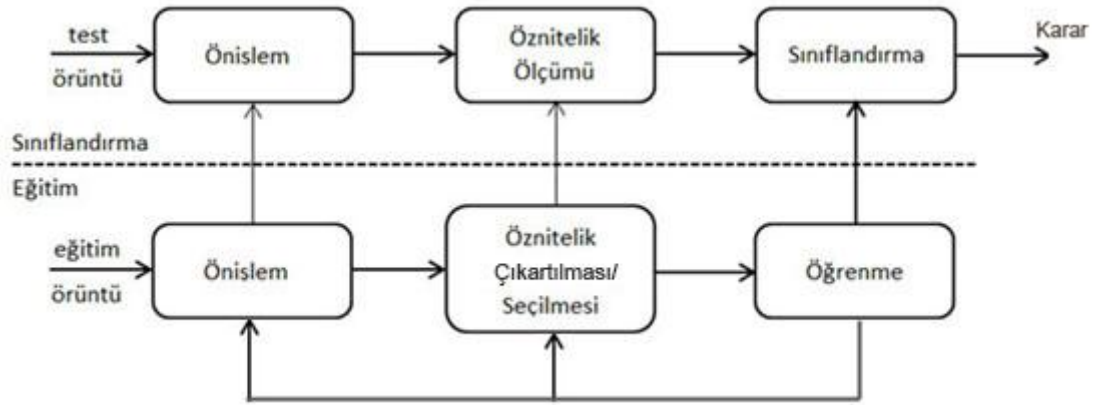 test
örüntü
Önislem
Öznitelik
Ölçümü
Sınıflandırma
Karar
Sınıflandırma
Eğitim
eğitim
örüntü
Önislem
Öznitelik
Çıkartılması/
Seçilmesi
Öğrenme